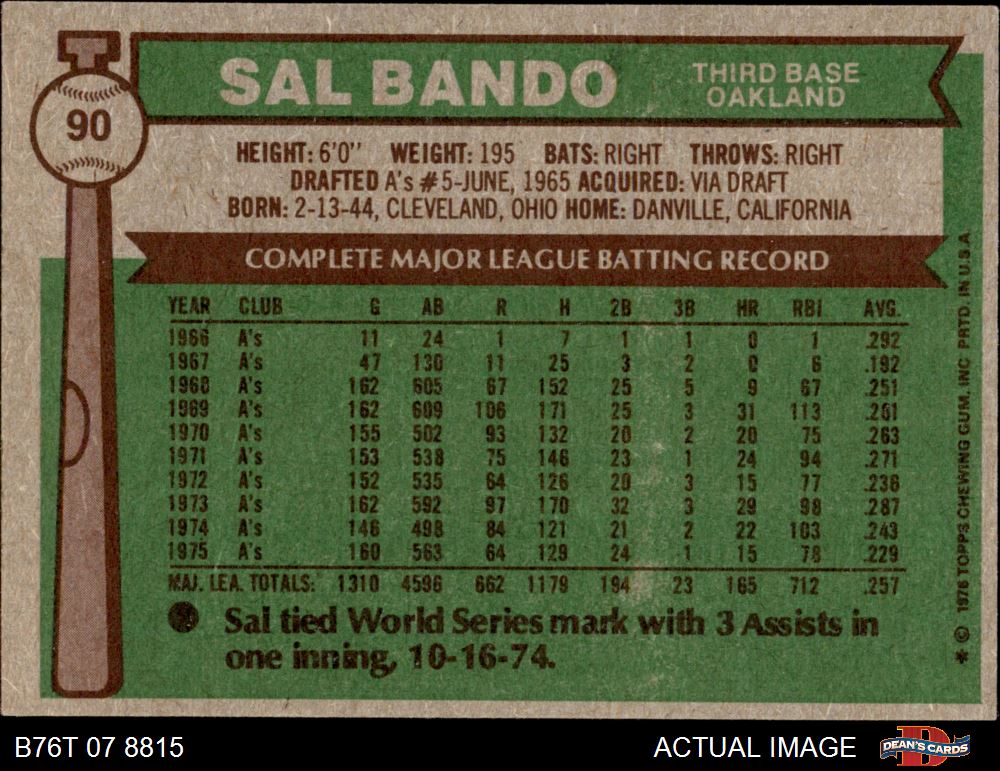 90
SAL BANDO
THIRD BASE
OAKLAND
HEIGHT: 6'0" WEIGHT: 195 BATS: RIGHT THROWS: RIGHT
DRAFTED A's #5-JUNE, 1965 ACQUIRED: VIA DRAFT
BORN: 2-13-44, CLEVELAND, OHIO HOME: DANVILLE, CALIFORNIA
COMPLETE MAJOR LEAGUE BATTING RECORD
YEAR CLUB G AB R H 2B 3B HR RBI AVG.
1966 A's 11 24 1 7 1 1 0 1 .292
1967 A's 47 130 11 25 3 2 0 6 .192
1968 A's 162 605 67 152 25 5 9 67 .251
1969 A's 162 609 106 171 25 3 31 113 .281
1970 A's 155 502 93 132 20 2 20 75 .263
1971 A's 153 538 75 146 23 1 24 94 .271
1972 A's 152 535 64 126 20 3 15 77 .236
1973 A's 162 592 97 170 32 3 29 98 .287
1974 A's 146 498 84 121 21 2 22 103 .243
1975 A's 160 563 64 129 24 1 15 78 .229
MAJ. LEA. TOTALS: 1310 4596 662 1179 194 23 165 712 .257
Sal tied World Series mark with 3 Assists in
one inning, 10-16-74.
* © 1976 TOPPS CHEWING GUM, INC PRTD. IN U.S.A.
B76T 07 8815
ACTUAL IMAGE
DEAN'S CARDS